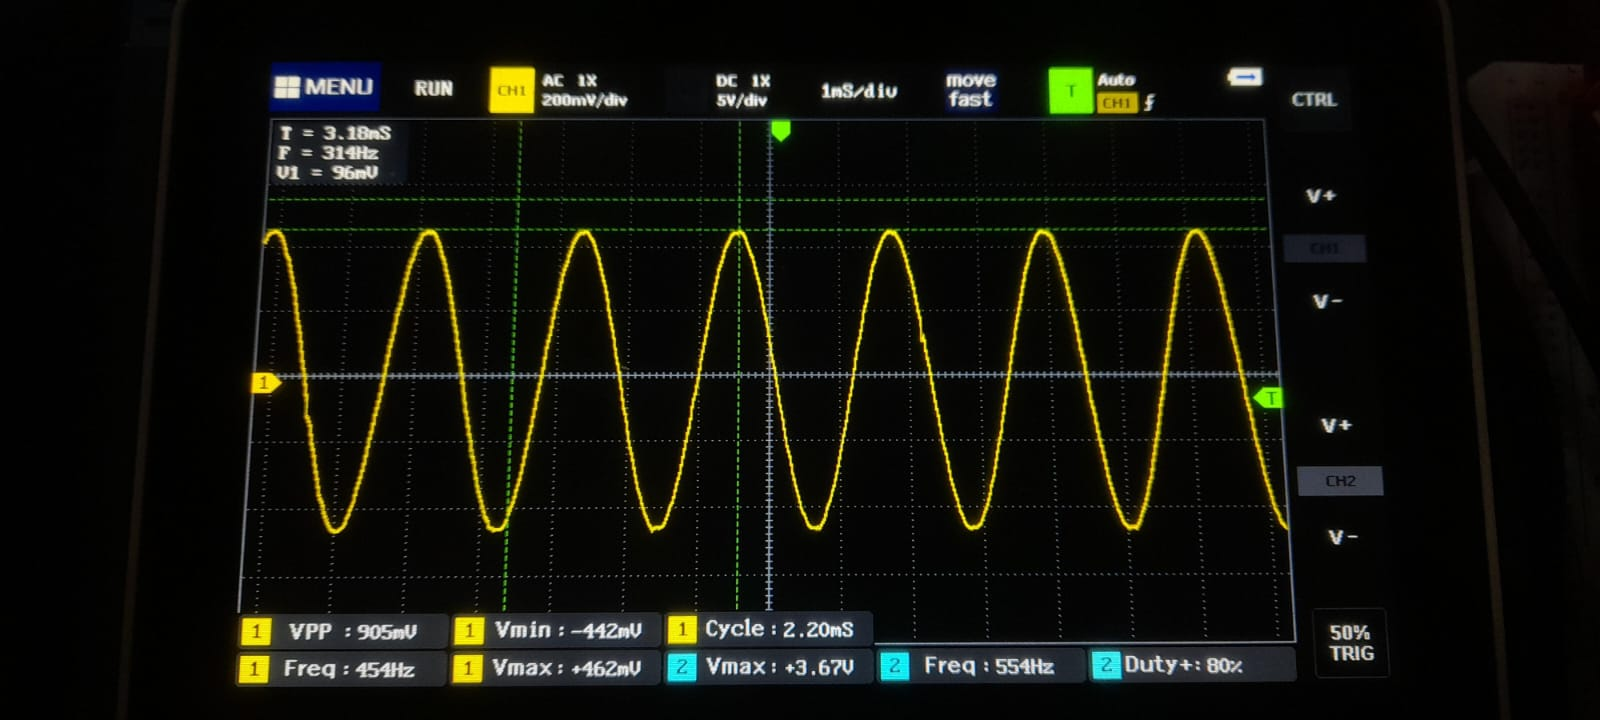 MENU RUN CH1 AC 1X 200mV/div DC 1X 5V/div 1mS/div move fast T Auto CH1 CTRL
T = 3.18mS
F = 314Hz
V1 = 96mV
V+
CH1
V-
1
T
V+
CH2
V-
1 VPP : 905mV 1 Vmin : -442mV 1 Cycle : 2.20mS
1 Freq : 454Hz 1 Vmax : +462mV 2 Vmax : +3.67V 2 Freq : 554Hz 2 Duty+: 80%
50%
TRIG